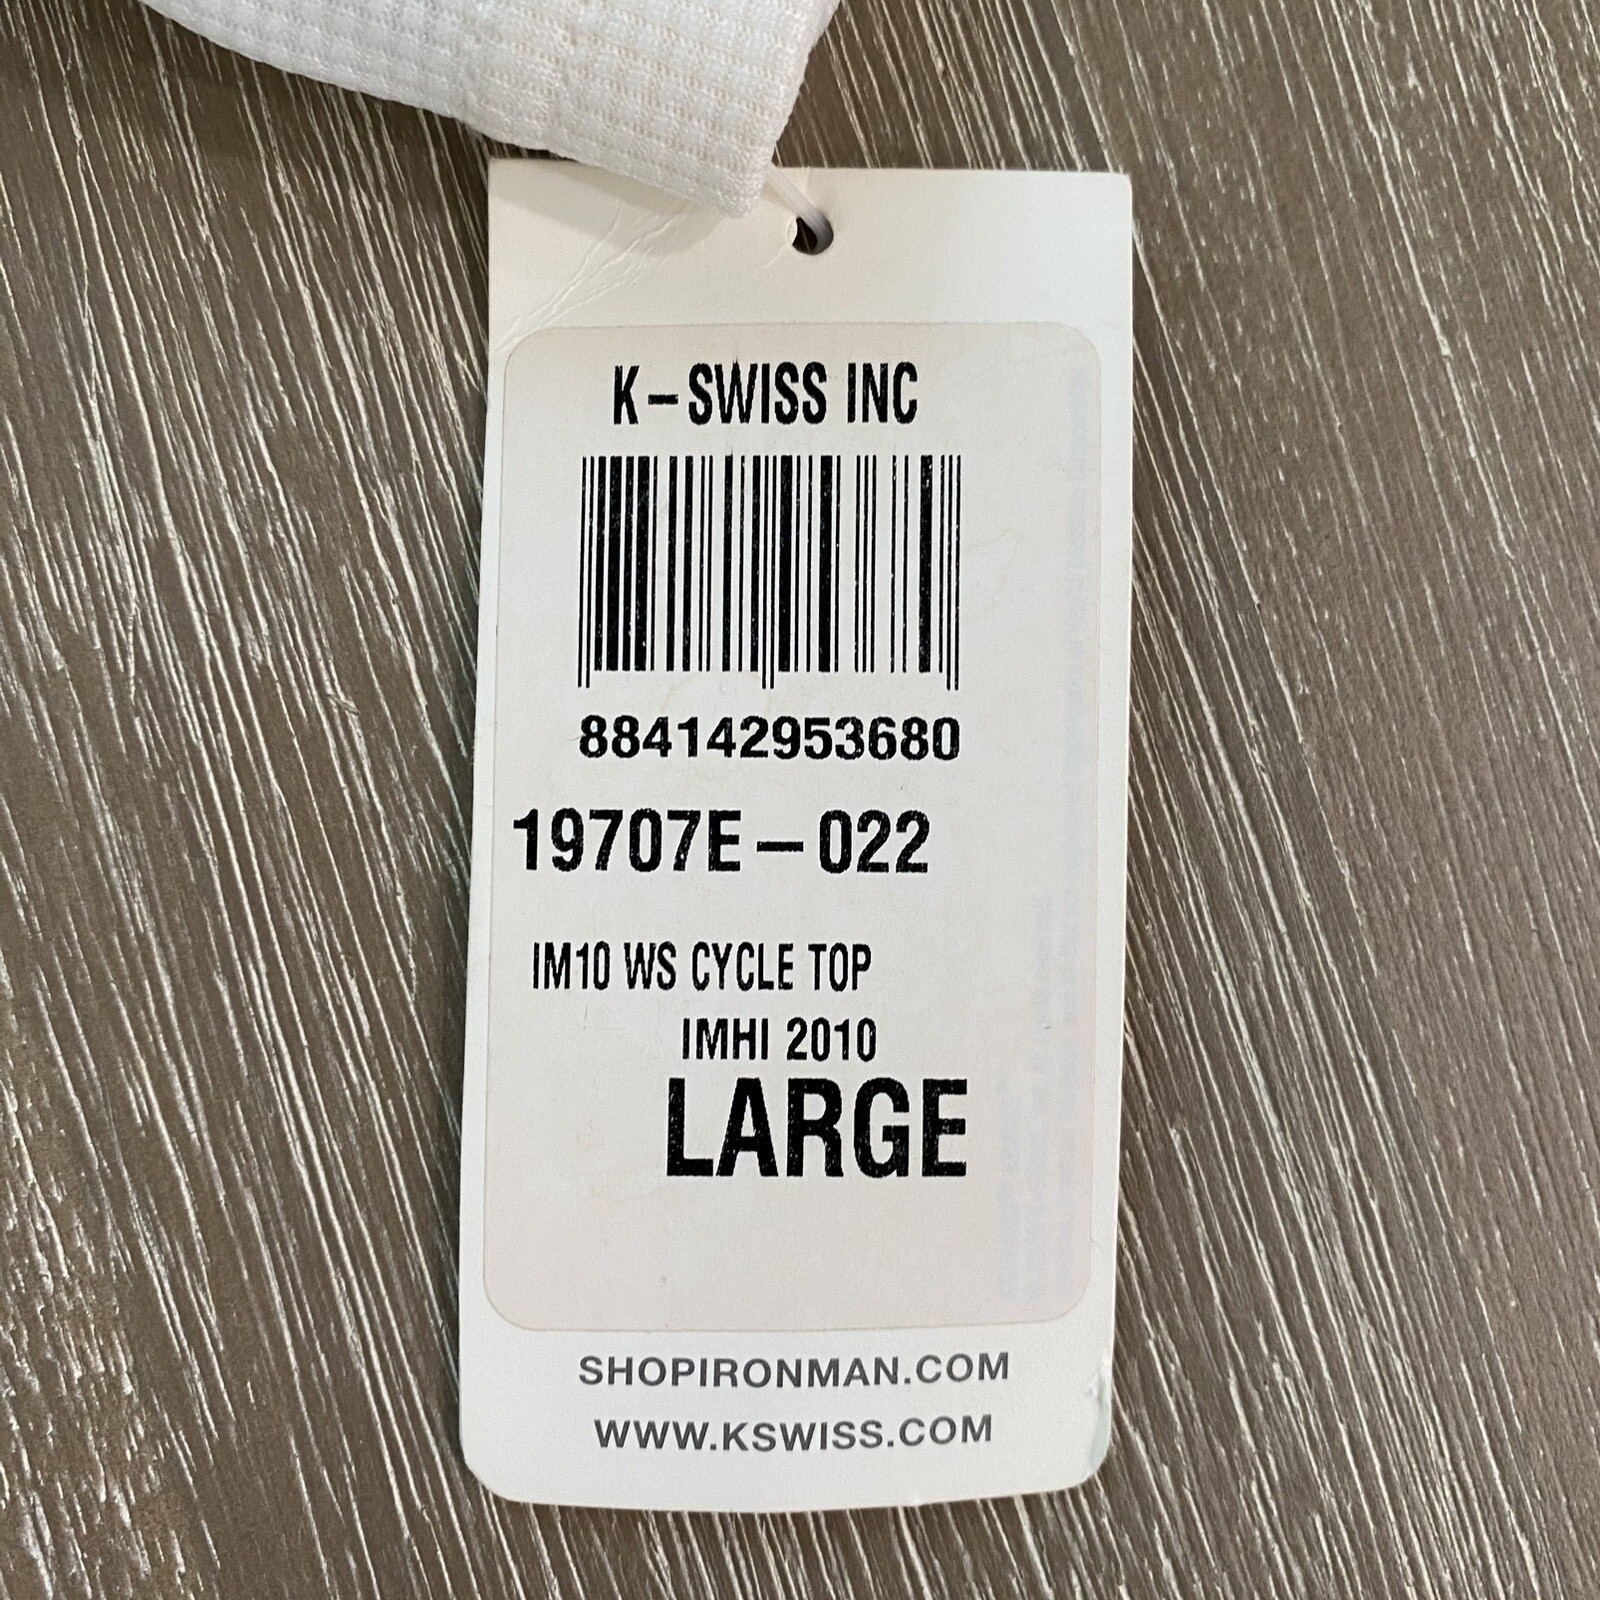 K-SWISS INC
884142953680
19707E-022
IM10 WS CYCLE TOP
IMHI 2010
LARGE
SHOPIRONMAN.COM
WWW.KSWISS.COM